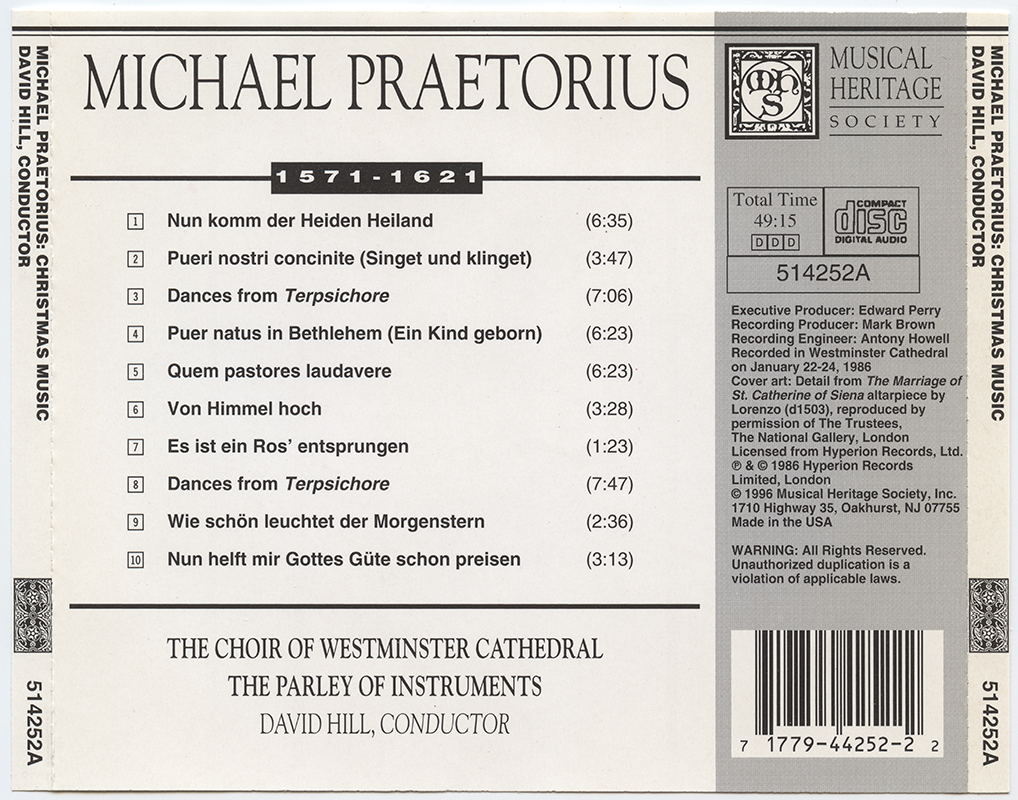 MICHAEL PRAETORIUS: CHRISTMAS MUSIC
DAVID HILL, CONDUCTOR
514252A
MICHAEL PRAETORIUS
1571-1621
1 Nun komm der Heiden Heiland (6:35)
2 Pueri nostri concinite (Singet und klinget) (3:47)
3 Dances from Terpsichore (7:06)
4 Puer natus in Bethlehem (Ein Kind geborn) (6:23)
5 Quem pastores laudavere (6:23)
6 Von Himmel hoch (3:28)
7 Es ist ein Ros' entsprungen (1:23)
8 Dances from Terpsichore (7:47)
9 Wie schön leuchtet der Morgenstern (2:36)
10 Nun helft mir Gottes Güte schon preisen (3:13)
THE CHOIR OF WESTMINSTER CATHEDRAL
THE PARLEY OF INSTRUMENTS
DAVID HILL, CONDUCTOR
mhs
MUSICAL
HERITAGE
SOCIETY
Total Time
49:15
DDD
COMPACT
disc
DIGITAL AUDIO
514252A
Executive Producer: Edward Perry
Recording Producer: Mark Brown
Recording Engineer: Antony Howell
Recorded in Westminster Cathedral
on January 22-24, 1986
Cover art: Detail from The Marriage of
St. Catherine of Siena altarpiece by
Lorenzo (d1503), reproduced by
permission of The Trustees,
The National Gallery, London
Licensed from Hyperion Records, Ltd.
℗ & © 1986 Hyperion Records
Limited, London
© 1996 Musical Heritage Society, Inc.
1710 Highway 35, Oakhurst, NJ 07755
Made in the USA
WARNING: All Rights Reserved.
Unauthorized duplication is a
violation of applicable laws.
7 1779-44252-2 2
MICHAEL PRAETORIUS: CHRISTMAS MUSIC
DAVID HILL, CONDUCTOR
514252A